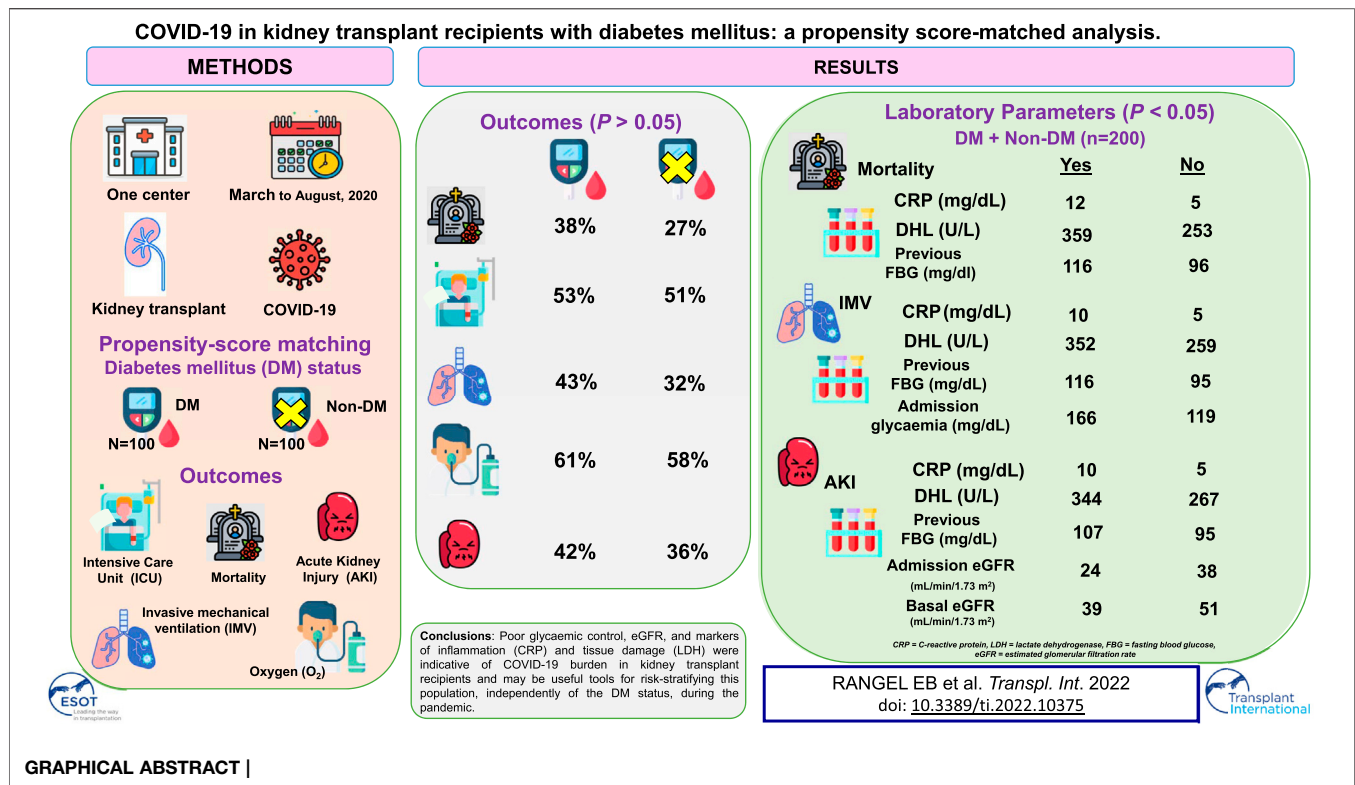 COVID-19 in kidney transplant recipients with diabetes mellitus: a propensity score-matched analysis.
METHODS
One center
March to August, 2020
Kidney transplant
COVID-19
Propensity-score matching
Diabetes mellitus (DM) status
DM
N=100
Non-DM
N=100
Outcomes
Intensive Care
Unit (ICU)
Mortality
Acute Kidney
Injury (AKI)
Invasive mechanical
ventilation (IMV)
Oxygen (O2)
ESOT
Leading the way
in transplantation
RESULTS
Outcomes (P > 0.05)
38% 27%
53% 51%
43% 32%
61% 58%
42% 36%
Conclusions: Poor glycaemic control, eGFR, and markers
of inflammation (CRP) and tissue damage (LDH) were
indicative of COVID-19 burden in kidney transplant
recipients and may be useful tools for risk-stratifying this
population, independently of the DM status, during the
pandemic.
Laboratory Parameters (P < 0.05)
DM + Non-DM (n=200)
Mortality Yes No
CRP (mg/dL) 12 5
DHL (U/L) 359 253
Previous
FBG (mg/dl) 116 96
IMV
CRP (mg/dL) 10 5
DHL (U/L) 352 259
Previous
FBG (mg/dL) 116 95
Admission
glycaemia (mg/dL) 166 119
AKI
CRP (mg/dL) 10 5
DHL (U/L) 344 267
Previous
FBG (mg/dL) 107 95
Admission eGFR 24 38
(mL/min/1.73 m²)
Basal eGFR 39 51
(mL/min/1.73 m²)
CRP = C-reactive protein, LDH = lactate dehydrogenase, FBG = fasting blood glucose,
eGFR = estimated glomerular filtration rate
RANGEL EB et al. Transpl. Int. 2022
doi: 10.3389/ti.2022.10375
Transplant
International
GRAPHICAL ABSTRACT |